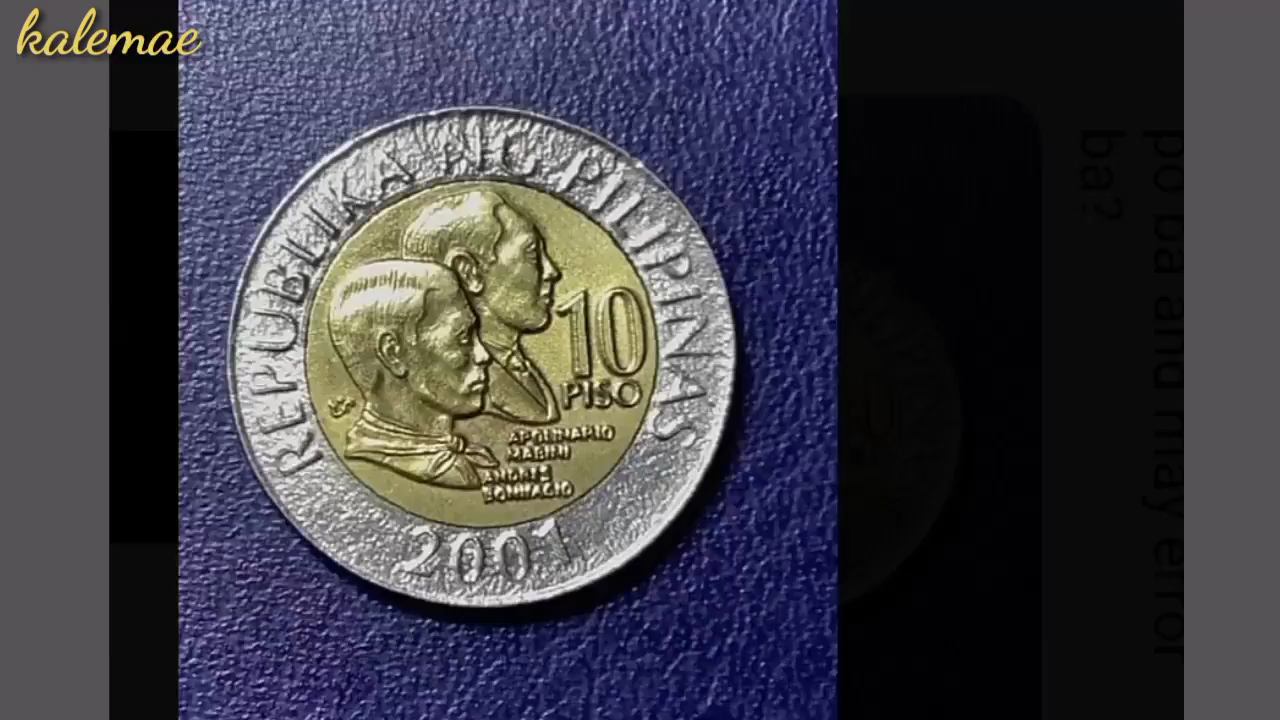 kalemae
REPUBLIKA NG PILIPINAS
10
PISO
APOLINARIO
MABINI
ANDRES
BONIFACIO
2001
po ba ang may error
ba?